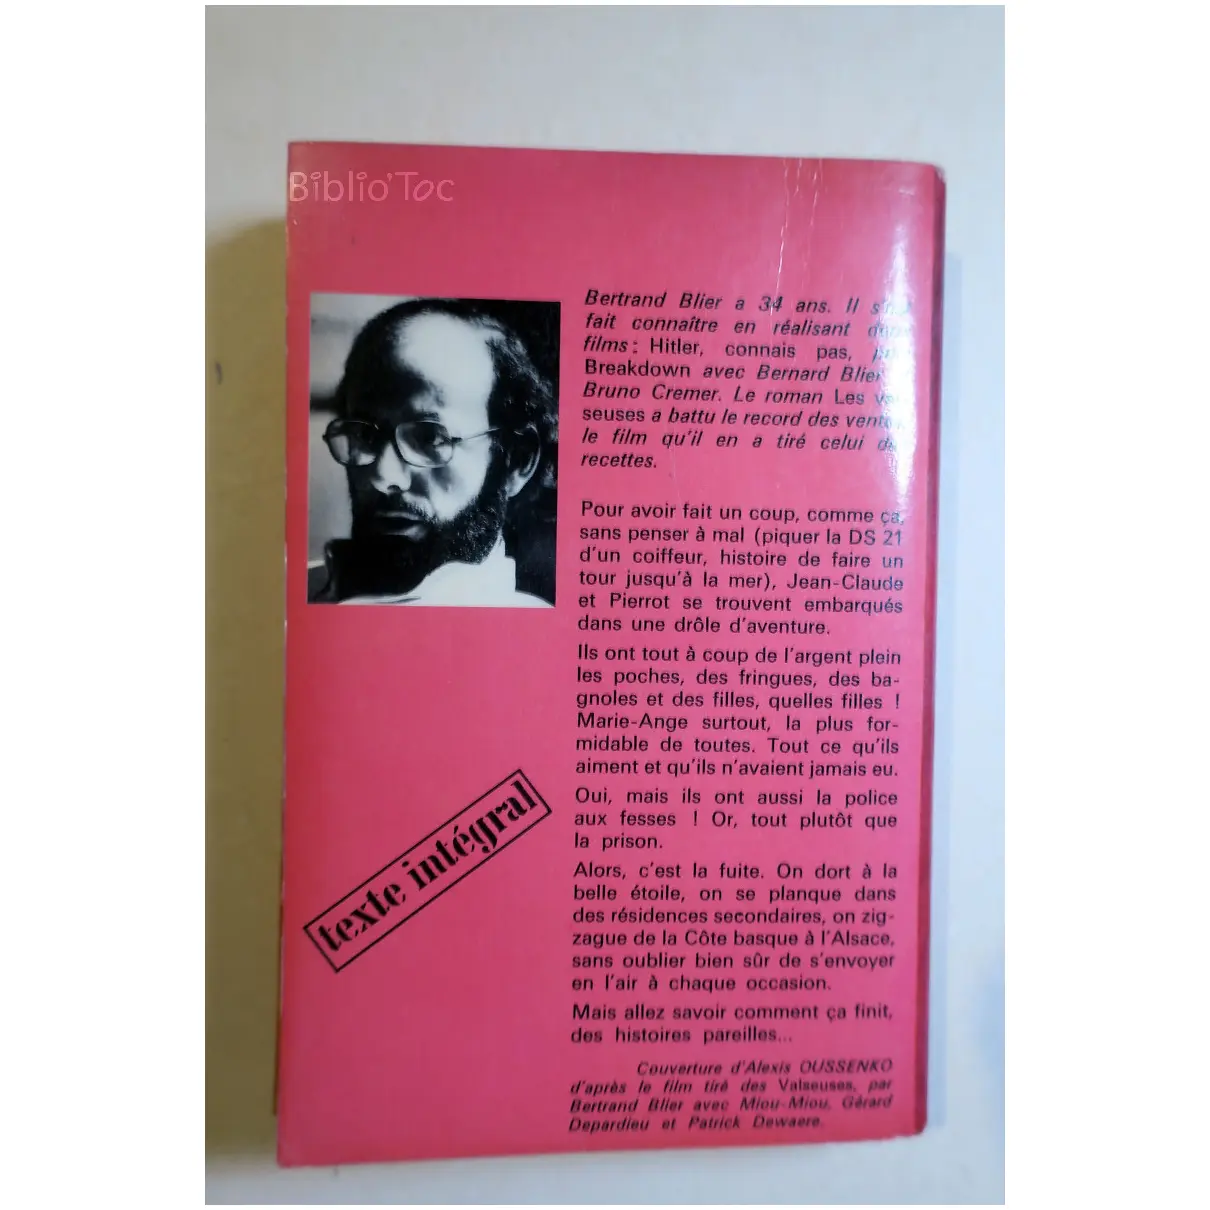 Biblio'Toc
Bertrand Blier a 34 ans. Il s'est
fait connaître en réalisant deux
films : Hitler, connais pas, puis
Breakdown avec Bernard Blier
Bruno Cremer. Le roman Les val-
seuses a battu le record des ventes,
le film qu'il en a tiré celui des
recettes.
Pour avoir fait un coup, comme ça,
sans penser à mal (piquer la DS 21
d'un coiffeur, histoire de faire un
tour jusqu'à la mer), Jean-Claude
et Pierrot se trouvent embarqués
dans une drôle d'aventure.
Ils ont tout à coup de l'argent plein
les poches, des fringues, des ba-
gnoles et des filles, quelles filles !
Marie-Ange surtout, la plus for-
midable de toutes. Tout ce qu'ils
aiment et qu'ils n'avaient jamais eu.
Oui, mais ils ont aussi la police
aux fesses ! Or, tout plutôt que
la prison.
Alors, c'est la fuite. On dort à la
belle étoile, on se planque dans
des résidences secondaires, on zig-
zague de la Côte basque à l'Alsace,
sans oublier bien sûr de s'envoyer
en l'air à chaque occasion.
Mais allez savoir comment ça finit,
des histoires pareilles...
texte intégral
Couverture d'Alexis OUSSENKO
d'après le film tiré des Valseuses, par
Bertrand Blier avec Miou-Miou, Gérard
Depardieu et Patrick Dewaere.